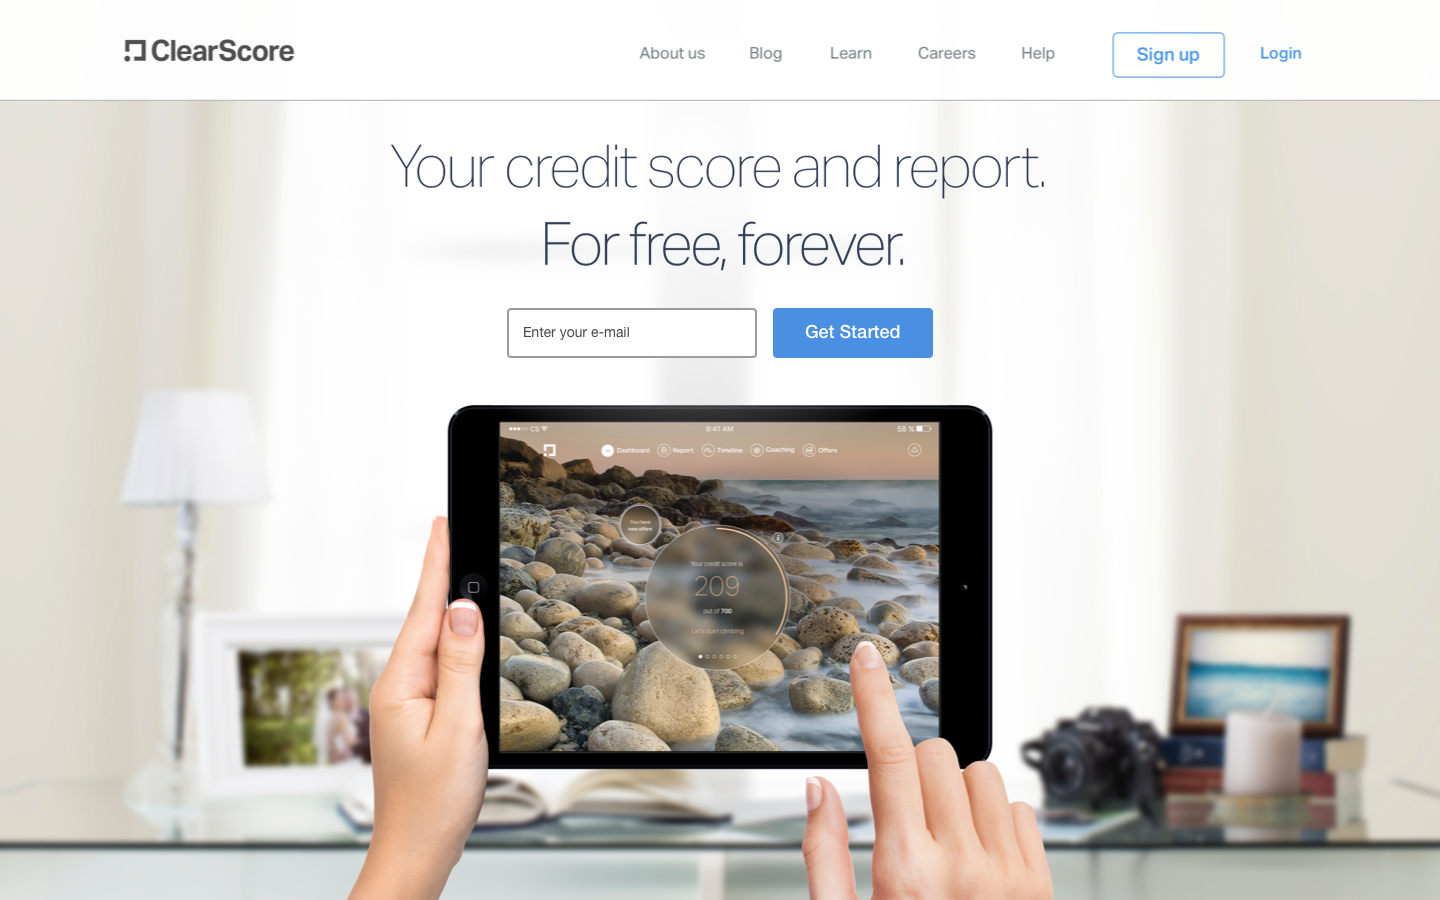 ClearScore
About us Blog Learn Careers Help Sign up Login
Your credit score and report.
For free, forever.
Enter your e-mail Get Started
CS 9:41 AM 58 %
Dashboard Report Timeline Coaching Offers
You have
new offers
Your credit score is
209
out of 700
Let's start climbing